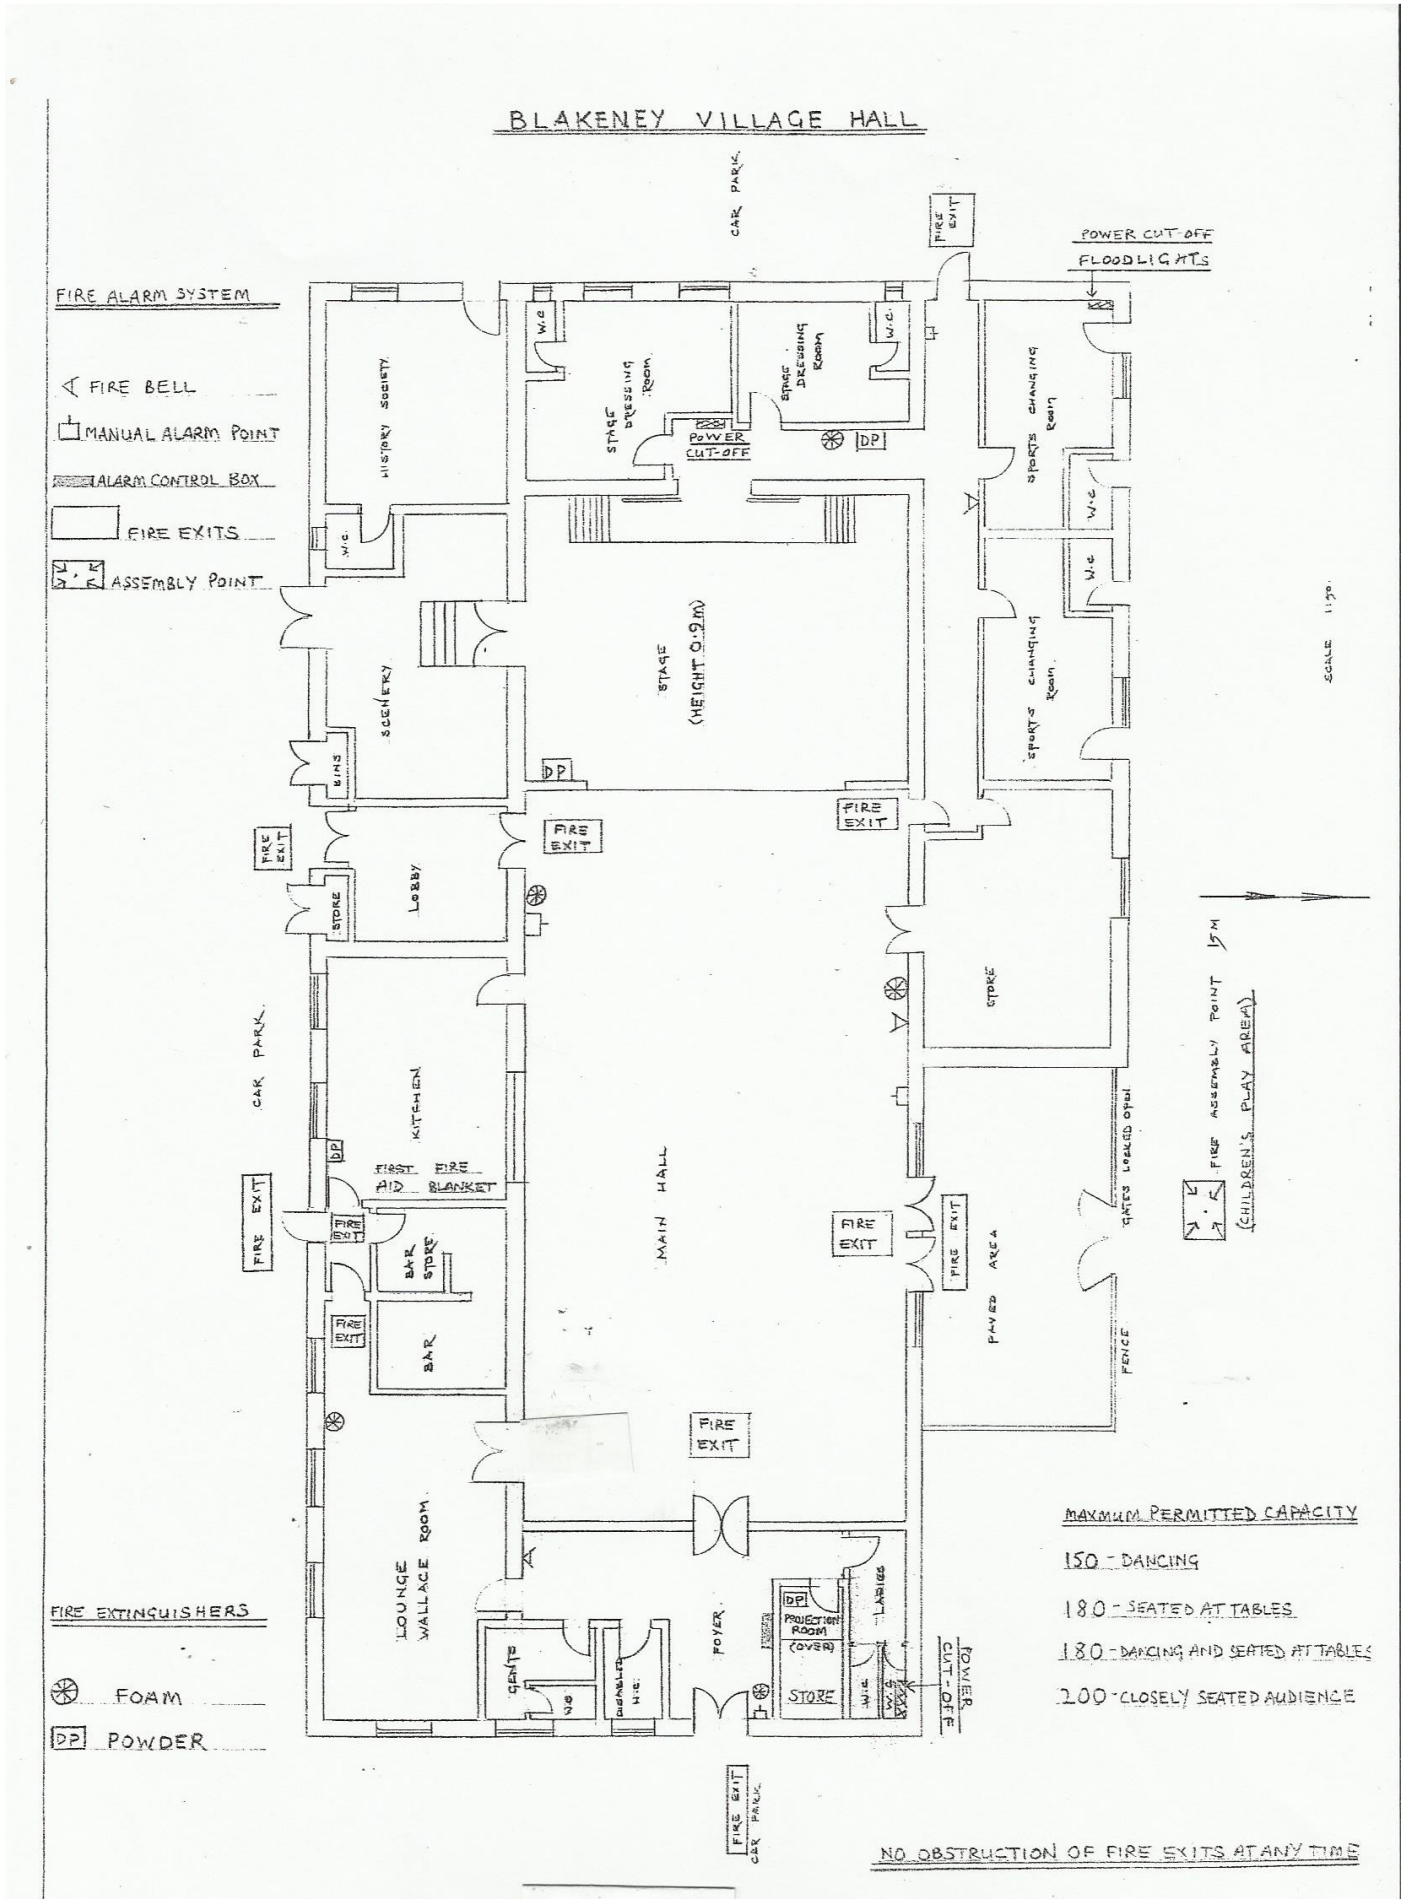 BLAKENEY VILLAGE HALL
CAR PARK.
FIRE
EXIT
POWER CUT-OFF
FLOODLIGHTS
FIRE ALARM SYSTEM
FIRE BELL
MANUAL ALARM POINT
ALARM CONTROL BOX
FIRE EXITS
ASSEMBLY POINT
HISTORY SOCIETY
W.C
STAGE
DRESSING
ROOM
STAGE
DRESSING
ROOM
W.C.
SPORTS CHANGING
ROOM
POWER
CUT-OFF
DP
W.C
W.C.
W.C
SCENERY
STAGE
(HEIGHT 0.9m)
SPORTS CHANGING
ROOM
SCALE 1:50.
BINS
DP
FIRE
EXIT
FIRE
EXIT
FIRE
EXIT
LOBBY
STORE
STORE
CAR PARK
KITCHEN
DP
FIRST
AID
FIRE
BLANKET
MAIN HALL
FIRE ASSEMBLY POINT 15M
(CHILDREN'S PLAY AREA)
GATES LOCKED OPEN
FIRE EXIT
FIRE
EXIT
BAR
STORE
FIRE
EXIT
FIRE EXIT
PAVED AREA
FIRE
EXIT
BAR
FENCE
FIRE
EXIT
LOUNGE
WALLACE ROOM.
MAXMUM PERMITTED CAPACITY
150 - DANCING
180 - SEATED AT TABLES
180 - DANCING AND SEATED AT TABLES
200 - CLOSELY SEATED AUDIENCE
FIRE EXTINGUISHERS
FOAM
DP POWDER
GENTS
W.C
DISABLED
W.C.
FOYER.
DP
PROJECTION
ROOM
(OVER)
STORE
LADIES
W.C
W.C
POWER
CUT-OFF
FIRE EXIT
CAR PARK
NO OBSTRUCTION OF FIRE EXITS AT ANY TIME